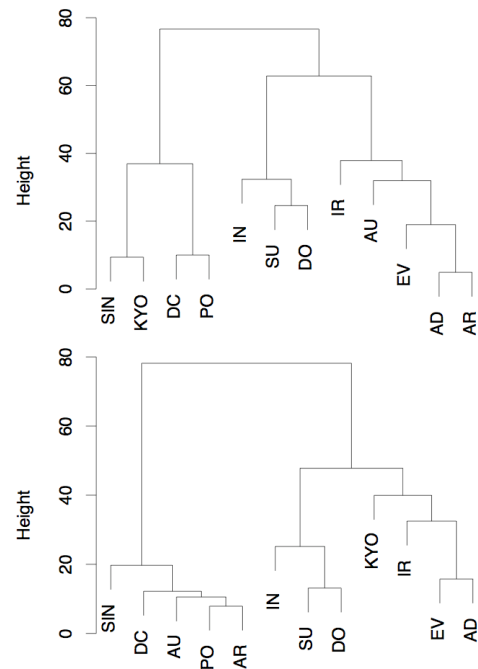 80
60
40
20
0
Height
SIN
KYO
DC
PO
IN
SU
DO
IR
AU
EV
AD
AR
80
60
40
20
0
Height
SIN
DC
AU
PO
AR
IN
SU
DO
KYO
IR
EV
AD